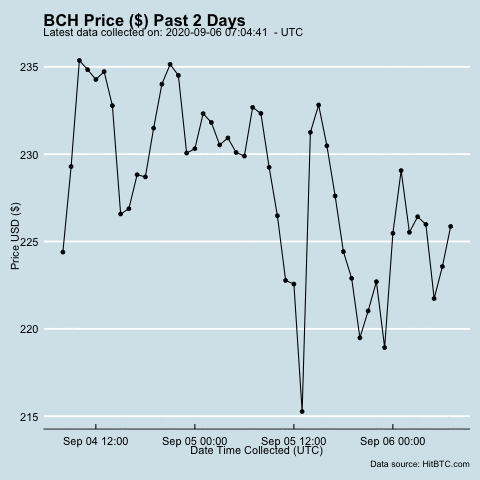 BCH Price ($) Past 2 Days
Latest data collected on: 2020-09-06 07:04:41 - UTC
235
230
225
220
215
Price USD ($)
Sep 04 12:00 Sep 05 00:00 Sep 05 12:00 Sep 06 00:00
Date Time Collected (UTC)
Data source: HitBTC.com